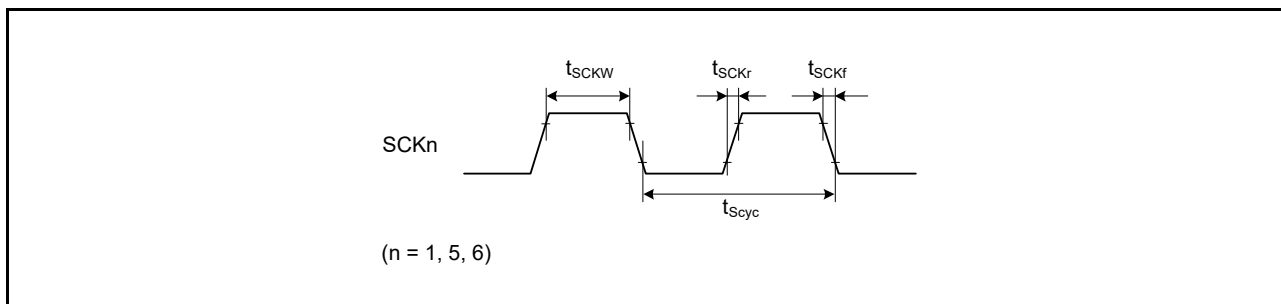 tSCKW tSCKr tSCKf
SCKn
tScyc
(n = 1, 5, 6)